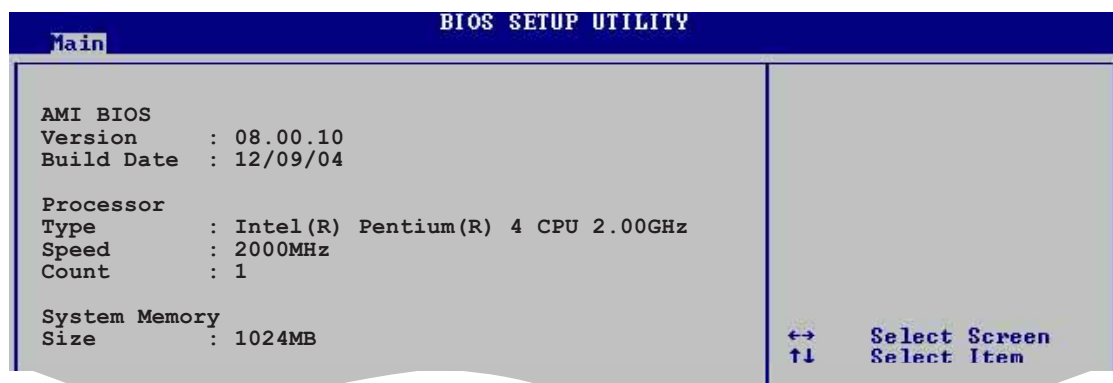 BIOS SETUP UTILITY
Main
AMI BIOS
Version : 08.00.10
Build Date : 12/09/04
Processor
Type : Intel(R) Pentium(R) 4 CPU 2.00GHz
Speed : 2000MHz
Count : 1
System Memory
Size : 1024MB
↔ Select Screen
↑↓ Select Item